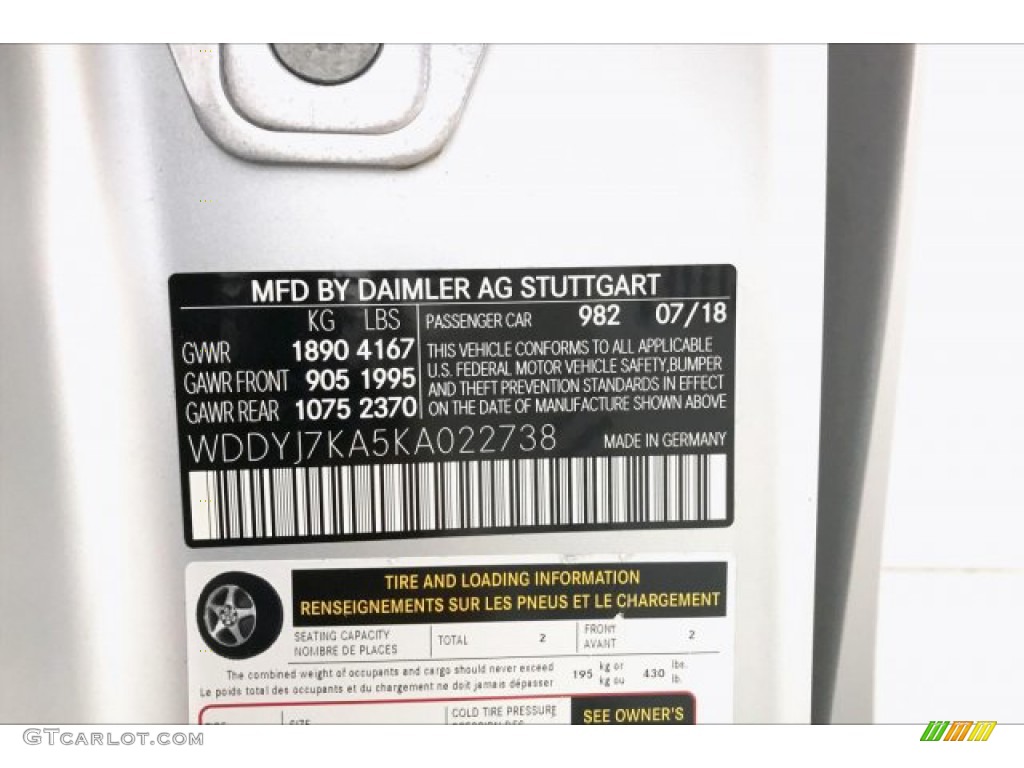 MFD BY DAIMLER AG STUTTGART
KG LBS
GVWR 1890 4167
GAWR FRONT 905 1995
GAWR REAR 1075 2370
PASSENGER CAR 982 07/18
THIS VEHICLE CONFORMS TO ALL APPLICABLE
U.S. FEDERAL MOTOR VEHICLE SAFETY,BUMPER
AND THEFT PREVENTION STANDARDS IN EFFECT
ON THE DATE OF MANUFACTURE SHOWN ABOVE
WDDYJ7KA5KA022738 MADE IN GERMANY
TIRE AND LOADING INFORMATION
RENSEIGNEMENTS SUR LES PNEUS ET LE CHARGEMENT
SEATING CAPACITY
NOMBRE DE PLACES
TOTAL 2
FRONT
AVANT
2
The combined weight of occupants and cargo should never exceed
Le poids total des occupants et du chargement ne doit jamais dépasser
195 kg or 430 lbs.
kg ou lb.
SIZE
COLD TIRE PRESSURE
SEE OWNER'S
GTcarlot.com